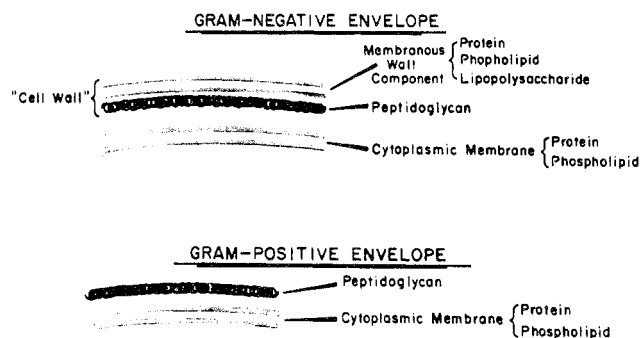 GRAM-NEGATIVE ENVELOPE
Membranous
Wall
Component
Protein
Phopholipid
Lipopolysaccharide
"Cell Wall"
Peptidoglycan
Cytoplasmic Membrane
Protein
Phospholipid
GRAM-POSITIVE ENVELOPE
Peptidoglycan
Cytoplasmic Membrane
Protein
Phospholipid